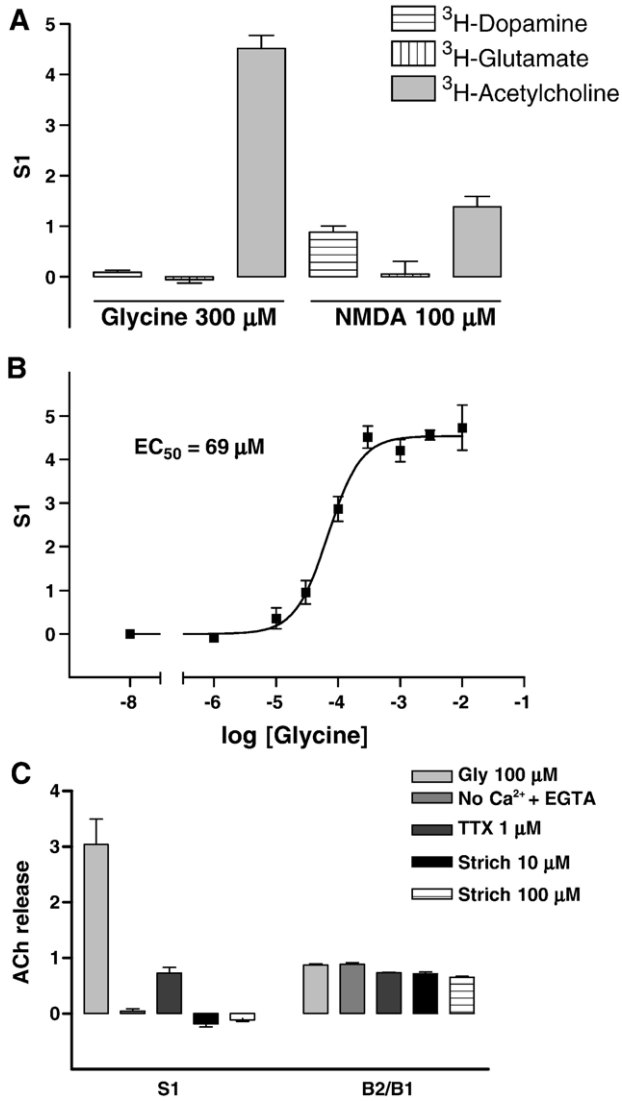 A
5
4
3
2
1
0
S1
³H-Dopamine
³H-Glutamate
³H-Acetylcholine
Glycine 300 µM
NMDA 100 µM
B
5
4
3
2
1
0
S1
EC₅₀ = 69 µM
-8 -6 -5 -4 -3 -2 -1
log [Glycine]
C
4
3
2
1
0
ACh release
Gly 100 µM
No Ca²⁺ + EGTA
TTX 1 µM
Strich 10 µM
Strich 100 µM
S1 B2/B1